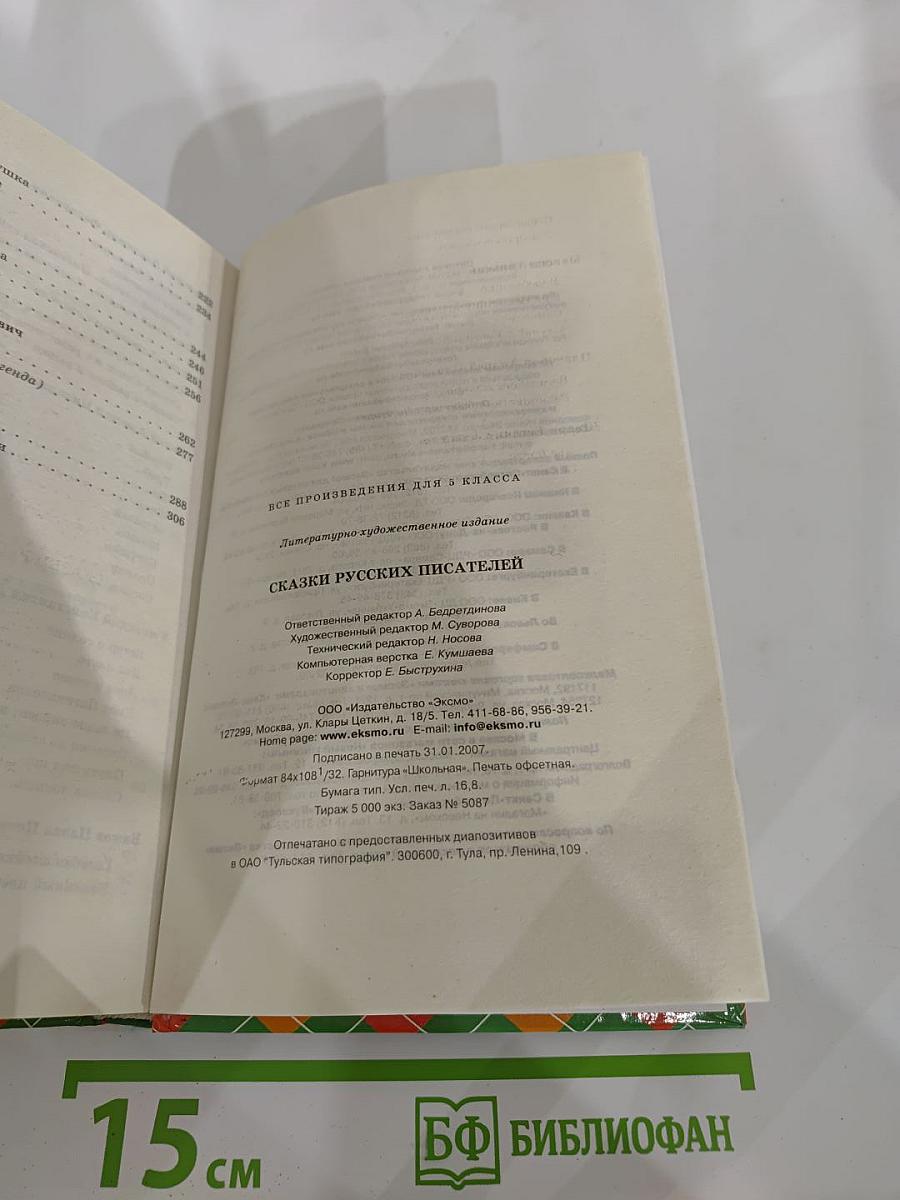 222
234
244
246
251
256
262
277
288
306
ВСЕ ПРОИЗВЕДЕНИЯ ДЛЯ 5 КЛАССА
Литературно-художественное издание
СКАЗКИ РУССКИХ ПИСАТЕЛЕЙ
Ответственный редактор А. Бедретдинова
Художественный редактор М. Суворова
Технический редактор Н. Носова
Компьютерная верстка Е. Кумшаева
Корректор Е. Быструхина
ООО «Издательство «Эксмо»
127299, Москва, ул. Клары Цеткин, д. 18/5. Тел. 411-68-86, 956-39-21.
Home page: www.eksmo.ru E-mail: info@eksmo.ru
Подписано в печать 31.01.2007.
Формат 84x108 1/32. Гарнитура «Школьная». Печать офсетная.
Бумага тип. Усл. печ. л. 16,8.
Тираж 5 000 экз. Заказ № 5087
Отпечатано с предоставленных диапозитивов
в ОАО "Тульская типография". 300600, г. Тула, пр. Ленина,109 .
15 см
БФ БИБЛИОФАН